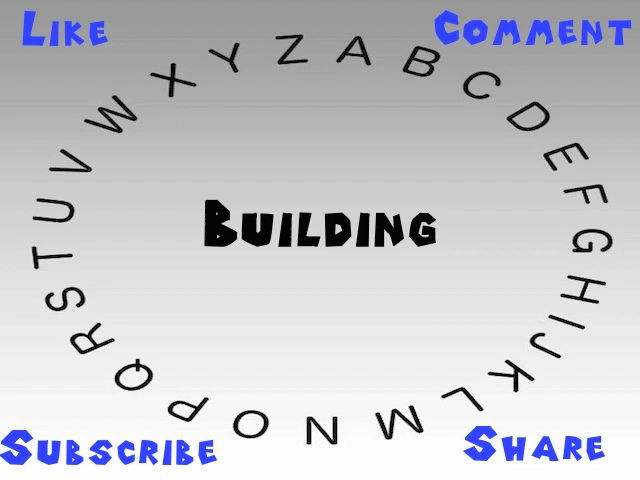 Like
Comment
A B C D E F G H I J K L M N O P Q R S T U V W X Y Z
Building
Subscribe
Share